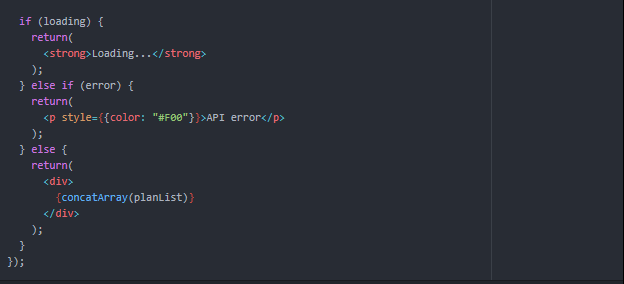 if (loading) {
return(
<strong>Loading...</strong>
);
} else if (error) {
return(
<p style={{color: "#F00"}}>API error</p>
);
} else {
return(
<div>
{concatArray(planList)}
</div>
);
}
});